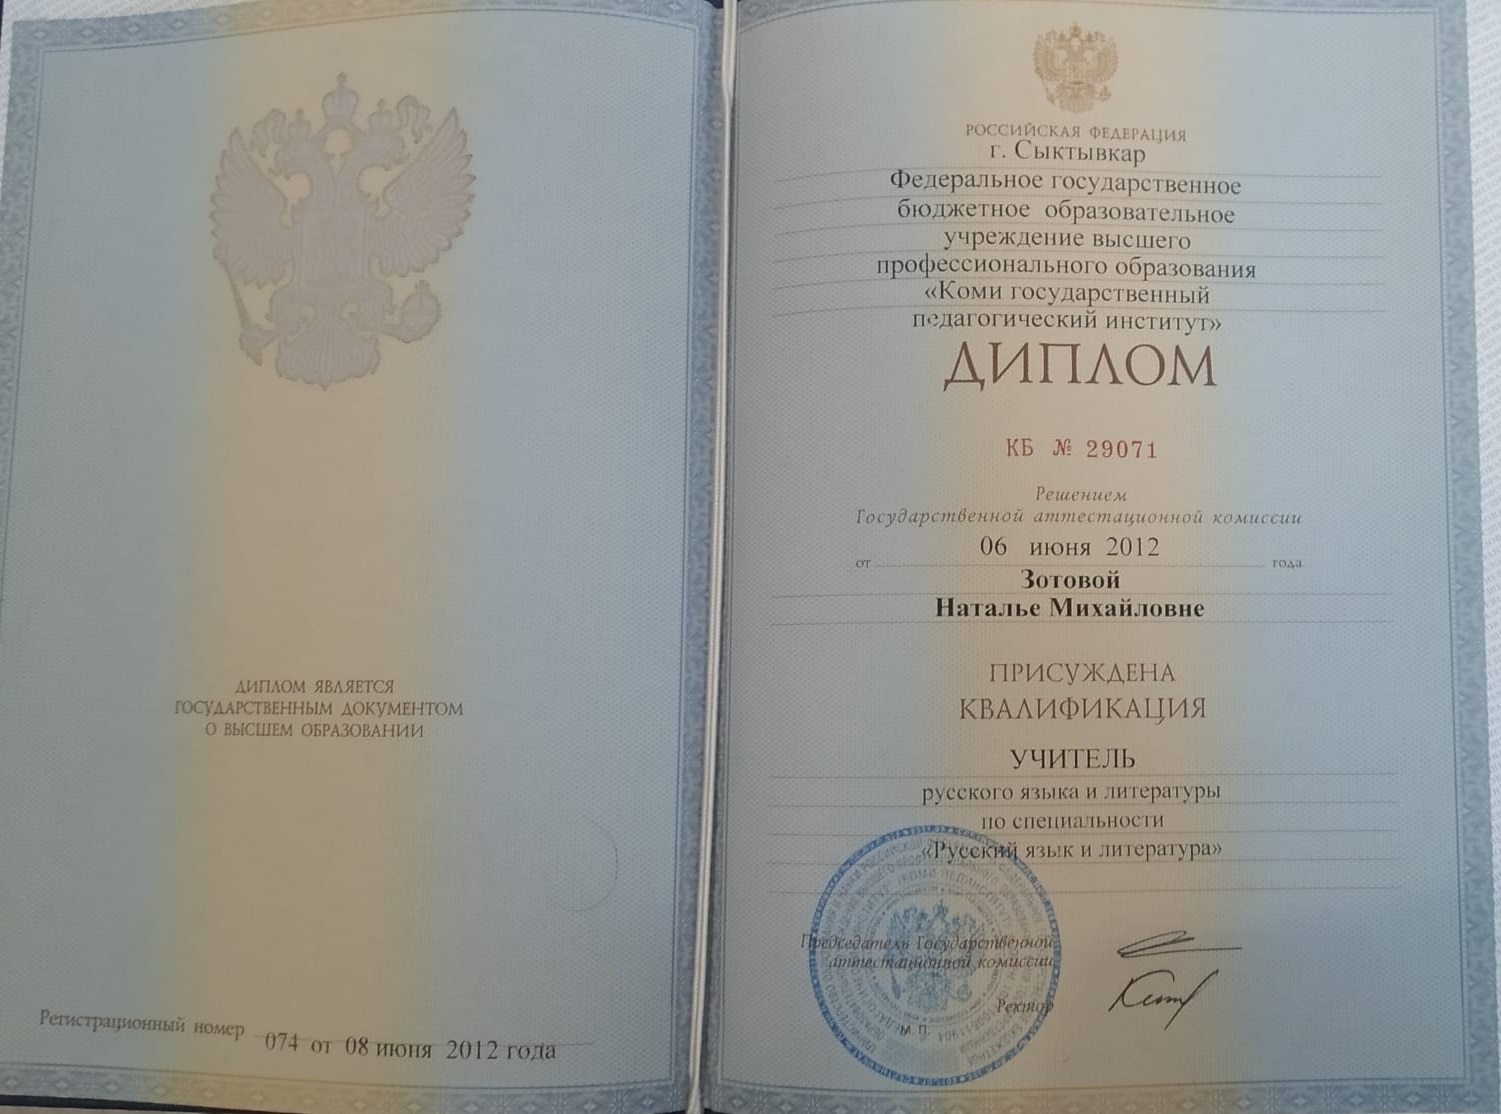 ДИПЛОМ ЯВЛЯЕТСЯ
ГОСУДАРСТВЕННЫМ ДОКУМЕНТОМ
О ВЫСШЕМ ОБРАЗОВАНИИ
Регистрационный номер 074 от 08 июня 2012 года
РОССИЙСКАЯ ФЕДЕРАЦИЯ
г. Сыктывкар
Федеральное государственное
бюджетное образовательное
учреждение высшего
профессионального образования
«Коми государственный
педагогический институт»
ДИПЛОМ
КБ № 29071
Решением
Государственной аттестационной комиссии
от 06 июня 2012 года
Зотовой
Наталье Михайловне
ПРИСУЖДЕНА
КВАЛИФИКАЦИЯ
УЧИТЕЛЬ
русского языка и литературы
по специальности
«Русский язык и литература»
Председатель Государственной
аттестационной комиссии
Ректор
М. П.